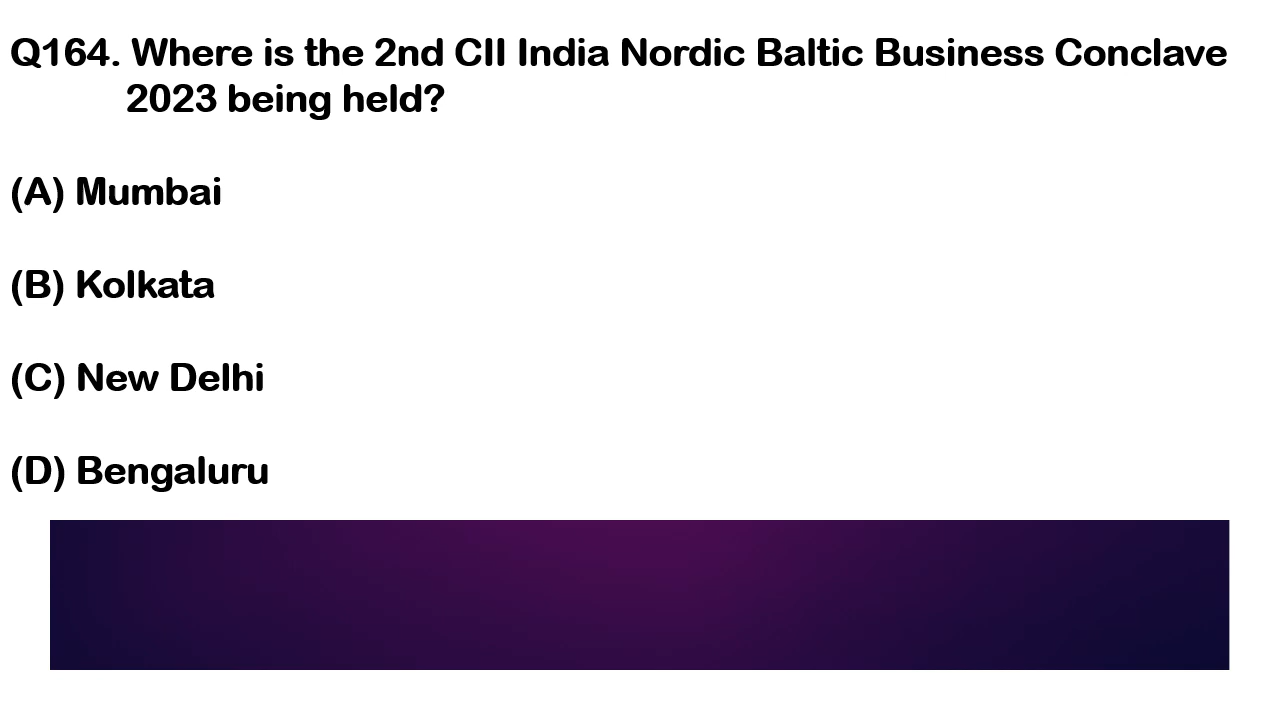 Q164. Where is the 2nd CII India Nordic Baltic Business Conclave
2023 being held?
(A) Mumbai
(B) Kolkata
(C) New Delhi
(D) Bengaluru